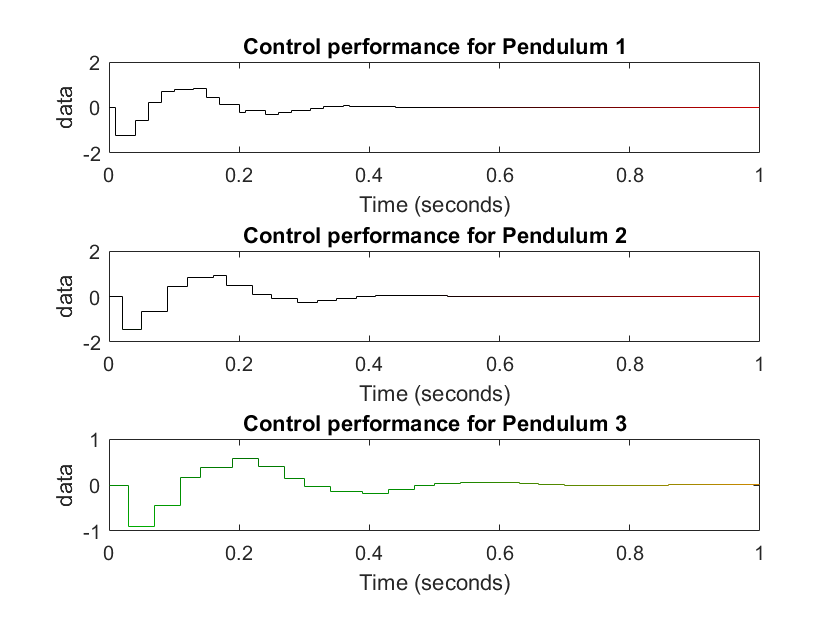 Control performance for Pendulum 1
2
0
-2
data
0 0.2 0.4 0.6 0.8 1
Time (seconds)
Control performance for Pendulum 2
2
0
-2
data
0 0.2 0.4 0.6 0.8 1
Time (seconds)
Control performance for Pendulum 3
1
0
-1
data
0 0.2 0.4 0.6 0.8 1
Time (seconds)